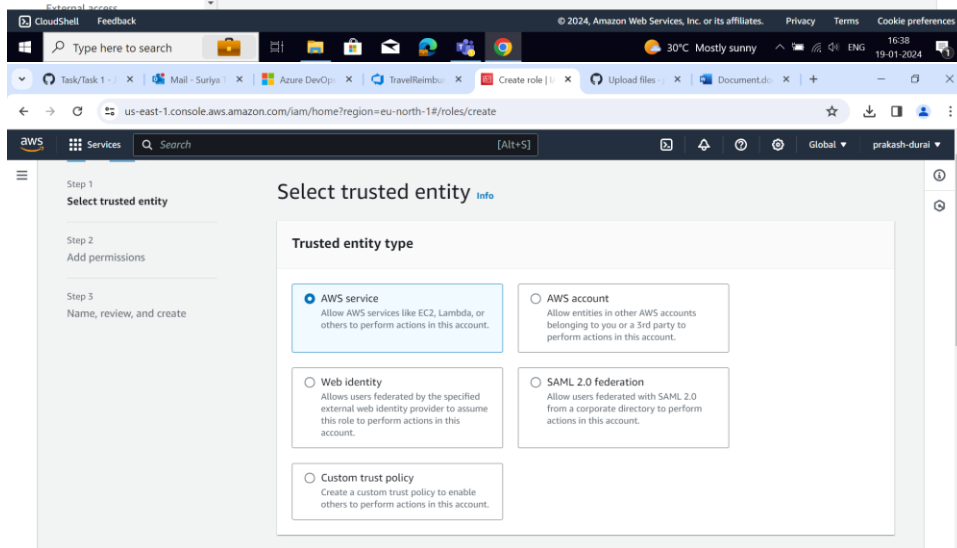 External access
CloudShell Feedback © 2024, Amazon Web Services, Inc. or its affiliates. Privacy Terms Cookie preferences
Type here to search 30°C Mostly sunny ENG 16:38
19-01-2024
Task/Task 1 - Mail - Suriya Azure DevOp TravelReimbur Create role | Upload files - Document.do
us-east-1.console.aws.amazon.com/iam/home?region=eu-north-1#/roles/create
aws Services Search [Alt+S] Global prakash-durai
Step 1
Select trusted entity
Step 2
Add permissions
Step 3
Name, review, and create
Select trusted entity Info
Trusted entity type
AWS service
Allow AWS services like EC2, Lambda, or
others to perform actions in this account.
AWS account
Allow entities in other AWS accounts
belonging to you or a 3rd party to
perform actions in this account.
Web identity
Allows users federated by the specified
external web identity provider to assume
this role to perform actions in this
account.
SAML 2.0 federation
Allow users federated with SAML 2.0
from a corporate directory to perform
actions in this account.
Custom trust policy
Create a custom trust policy to enable
others to perform actions in this account.